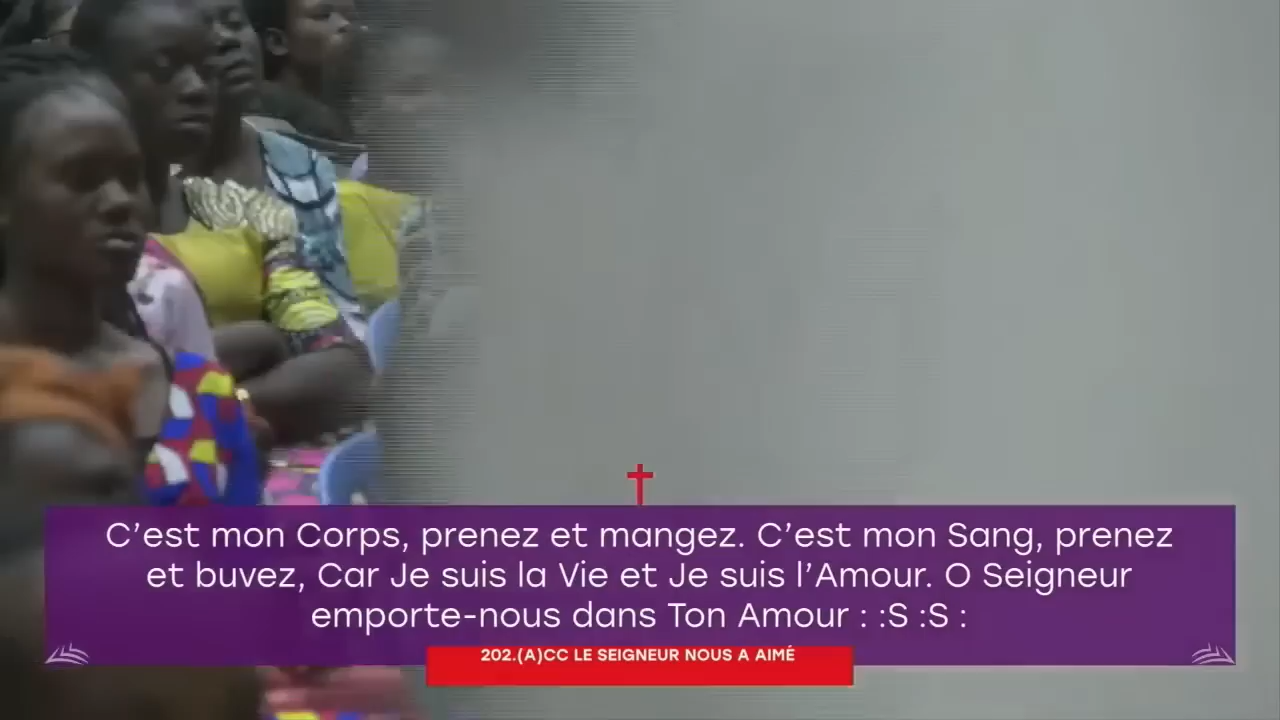 C’est mon Corps, prenez et mangez. C’est mon Sang, prenez
et buvez, Car Je suis la Vie et Je suis l’Amour. O Seigneur
emporte-nous dans Ton Amour : :S :S :
202.(A)CC LE SEIGNEUR NOUS A AIMÉ